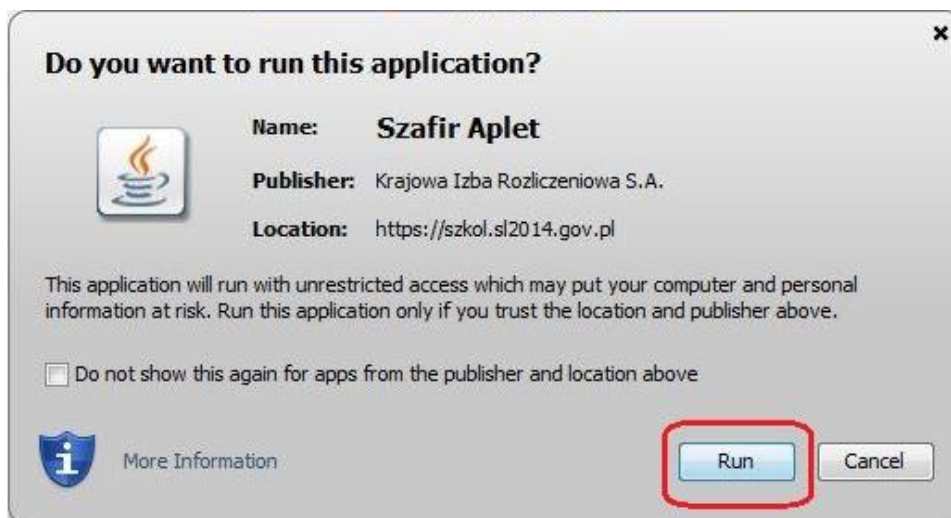 Do you want to run this application?
Name: Szafir Aplet
Publisher: Krajowa Izba Rozliczeniowa S.A.
Location: https://szkol.sl2014.gov.pl
This application will run with unrestricted access which may put your computer and personal
information at risk. Run this application only if you trust the location and publisher above.
Do not show this again for apps from the publisher and location above
More Information
Run Cancel